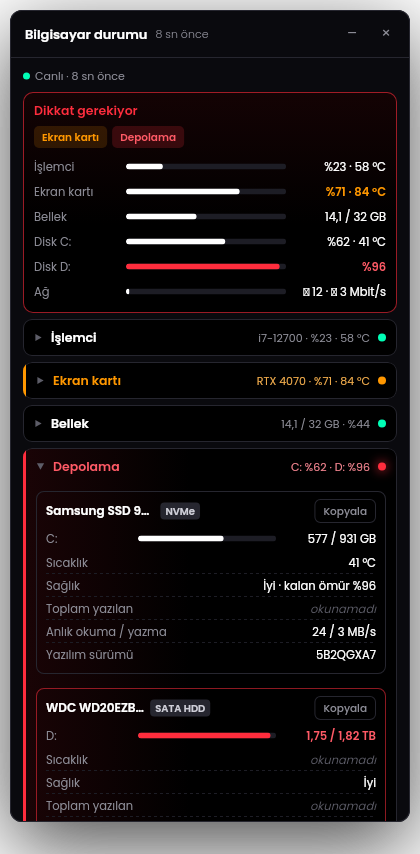 Bilgisayar durumu 8 sn önce
Canlı · 8 sn önce
Dikkat gerekiyor
Ekran kartı Depolama
İşlemci %23 · 58 °C
Ekran kartı %71 · 84 °C
Bellek 14,1 / 32 GB
Disk C: %62 · 41 °C
Disk D: %96
Ağ 12 · 3 Mbit/s
İşlemci i7-12700 · %23 · 58 °C
Ekran kartı RTX 4070 · %71 · 84 °C
Bellek 14,1 / 32 GB · %44
Depolama C: %62 · D: %96
Samsung SSD 9... NVMe Kopyala
C: 577 / 931 GB
Sıcaklık 41 °C
Sağlık İyi · kalan ömür %96
Toplam yazılan okunamadı
Anlık okuma / yazma 24 / 3 MB/s
Yazılım sürümü 5B2QGXA7
WDC WD20EZB... SATA HDD Kopyala
D: 1,75 / 1,82 TB
Sıcaklık okunamadı
Sağlık İyi
Toplam yazılan okunamadı